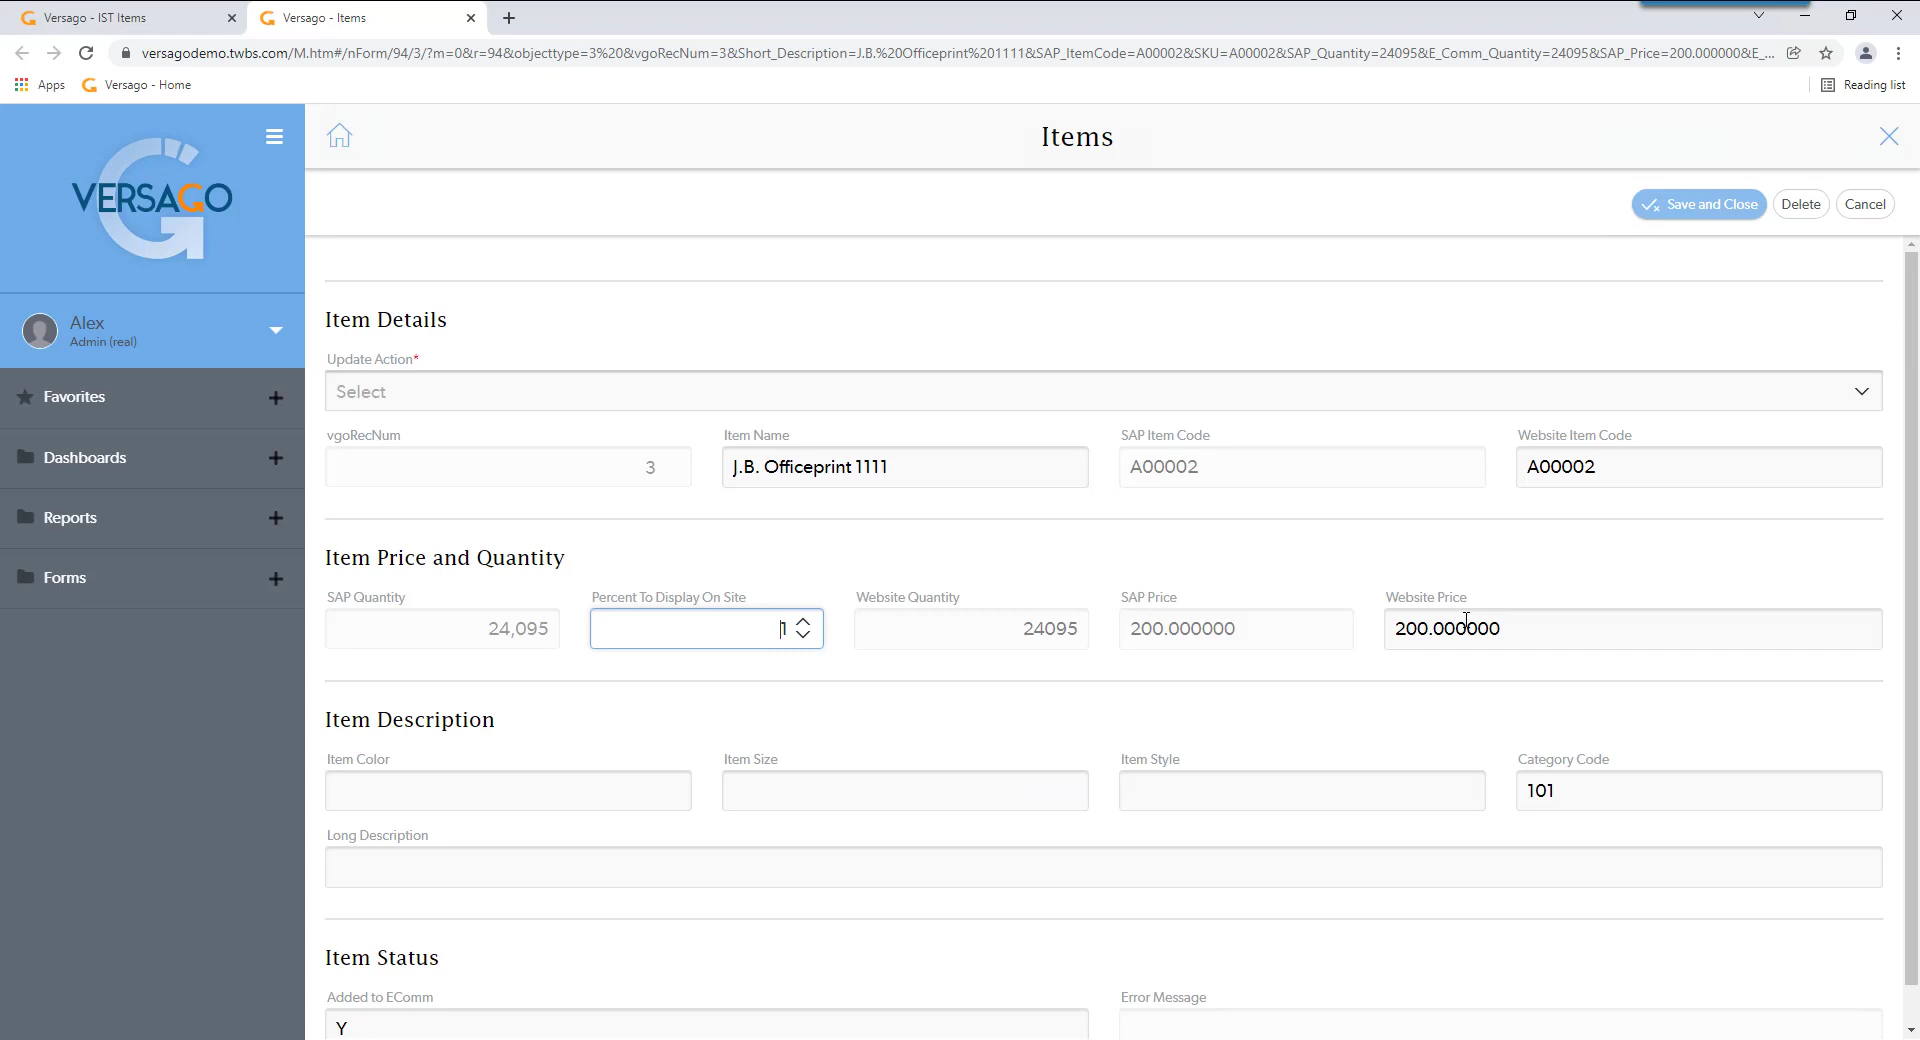 Versago - IST Items
Versago - Items
versagodemo.twbs.com/M.htm#/nForm/94/3/?m=0&r=94&objecttype=3%20&vgoRecNum=3&Short_Description=J.B.%20Officeprint%201111&SAP_ItemCode=A00002&SKU=A00002&SAP_Quantity=24095&E_Comm_Quantity=24095&SAP_Price=200.000000&E_...
Apps
Versago - Home
Reading list
VERSAGO
Items
Save and Close
Delete
Cancel
Alex
Admin (real)
Favorites
Dashboards
Reports
Forms
Item Details
Update Action*
Select
vgoRecNum
Item Name
SAP Item Code
Website Item Code
3
J.B. Officeprint 1111
A00002
A00002
Item Price and Quantity
SAP Quantity
Percent To Display On Site
Website Quantity
SAP Price
Website Price
24,095
1
24095
200.000000
200.000000
Item Description
Item Color
Item Size
Item Style
Category Code
101
Long Description
Item Status
Added to EComm
Error Message
Y